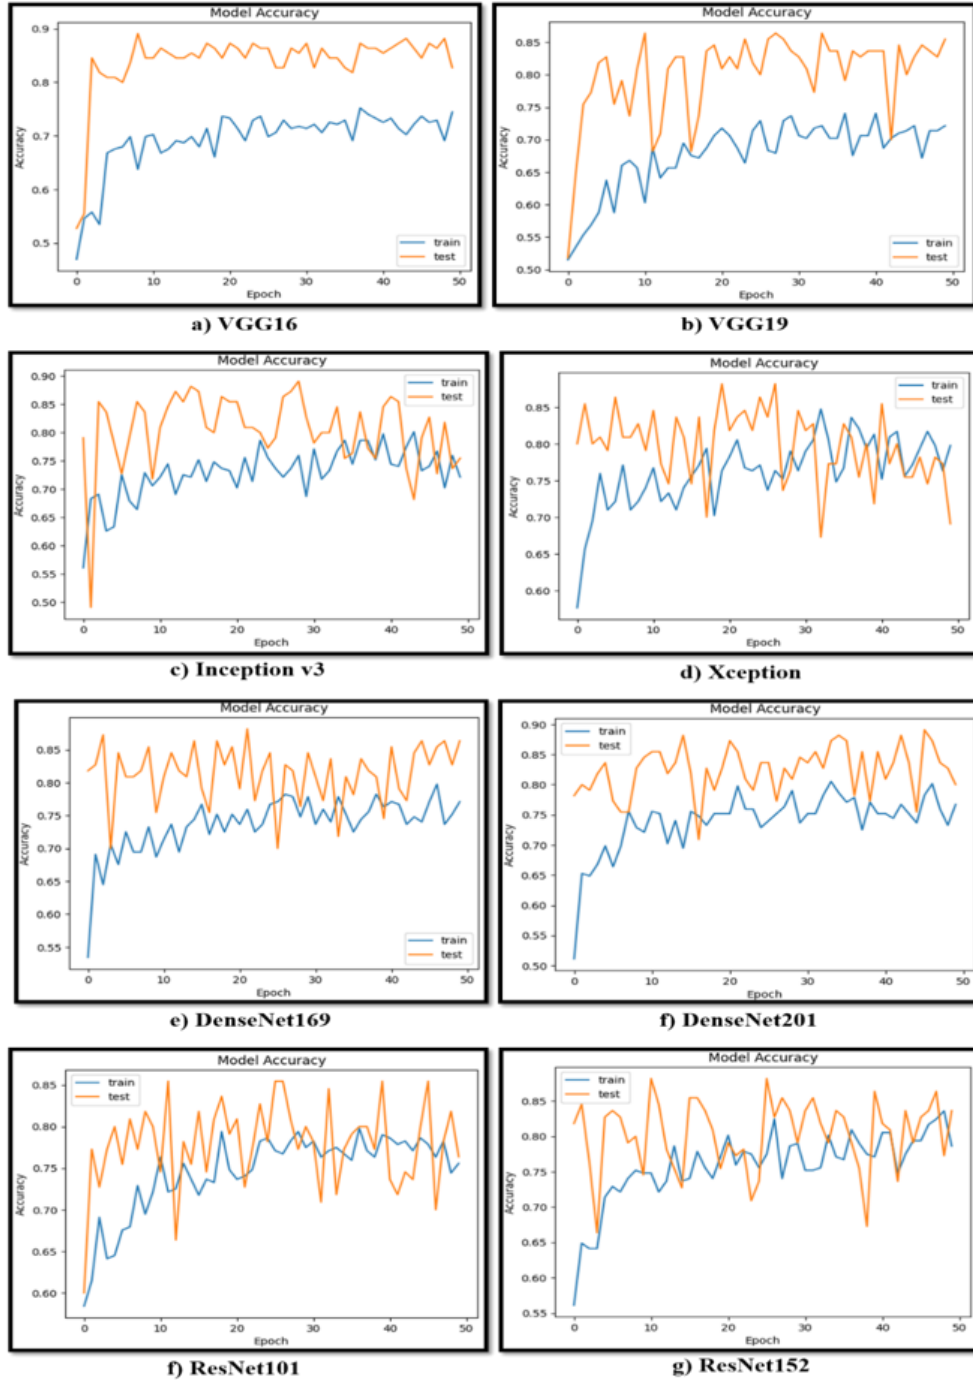 Model Accuracy
Accuracy
0.9
0.8
0.7
0.6
0.5
train
test
0 10 20 30 40 50
Epoch
a) VGG16
Model Accuracy
Accuracy
0.85
0.80
0.75
0.70
0.65
0.60
0.55
0.50
train
test
0 10 20 30 40 50
Epoch
b) VGG19
Model Accuracy
Accuracy
0.90
0.85
0.80
0.75
0.70
0.65
0.60
0.55
0.50
train
test
0 10 20 30 40 50
Epoch
c) Inception v3
Model Accuracy
Accuracy
0.85
0.80
0.75
0.70
0.65
0.60
train
test
0 10 20 30 40 50
Epoch
d) Xception
Model Accuracy
Accuracy
0.85
0.80
0.75
0.70
0.65
0.60
0.55
train
test
0 10 20 30 40 50
Epoch
e) DenseNet169
Model Accuracy
Accuracy
0.90
0.85
0.80
0.75
0.70
0.65
0.60
0.55
0.50
train
test
0 10 20 30 40 50
Epoch
f) DenseNet201
Model Accuracy
Accuracy
0.85
0.80
0.75
0.70
0.65
0.60
train
test
0 10 20 30 40 50
Epoch
f) ResNet101
Model Accuracy
Accuracy
0.85
0.80
0.75
0.70
0.65
0.60
0.55
train
test
0 10 20 30 40 50
Epoch
g) ResNet152